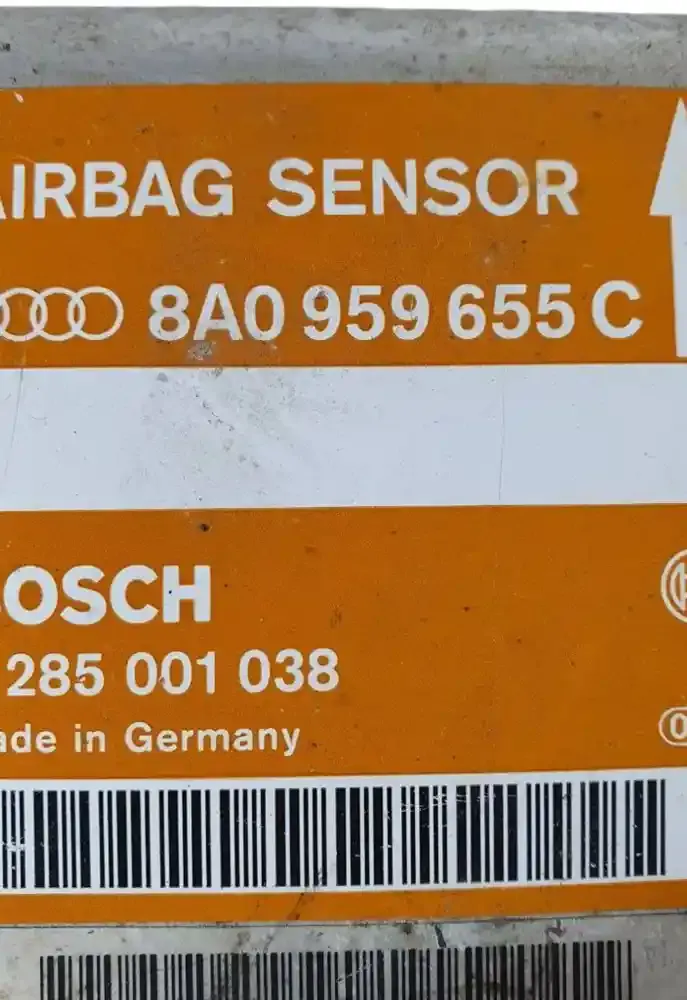 AIRBAG SENSOR
8A0 959 655 C
BOSCH
285 001 038
ade in Germany